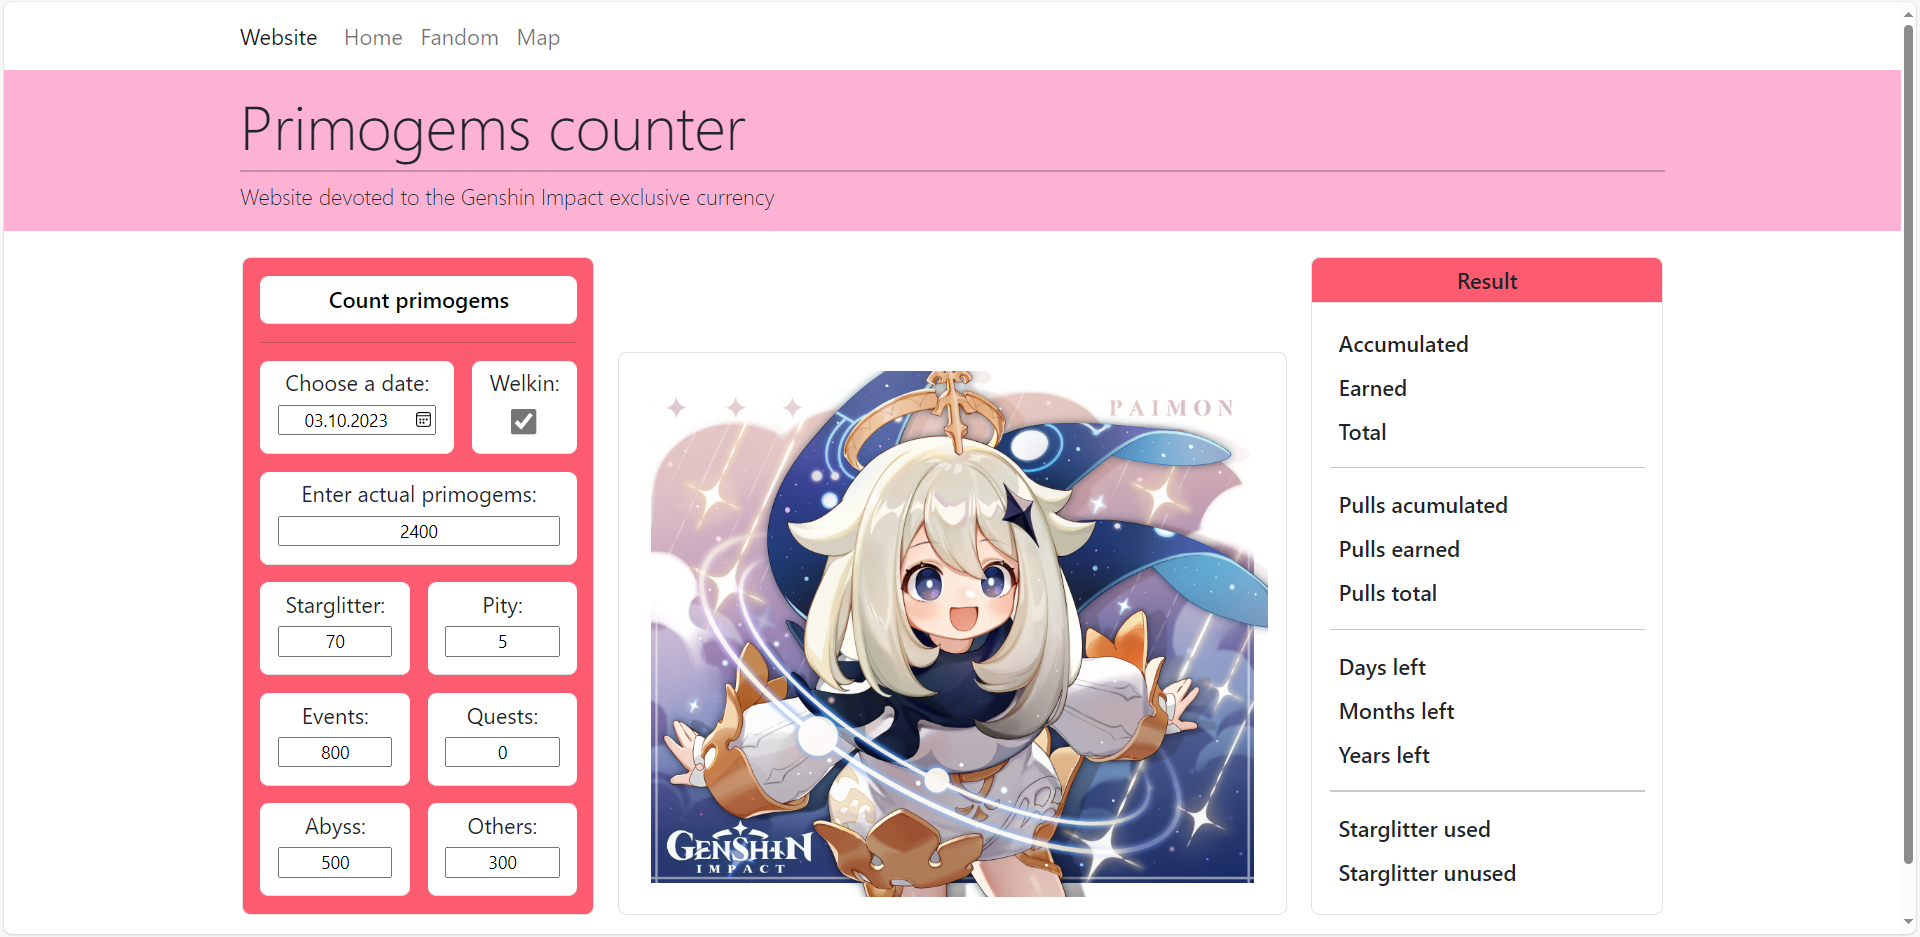 Website Home Fandom Map
Primogems counter
Website devoted to the Genshin Impact exclusive currency
Count primogems
Choose a date:
03.10.2023
Welkin:
Enter actual primogems:
2400
Starglitter:
70
Pity:
5
Events:
800
Quests:
0
Abyss:
500
Others:
300
PAIMON
GENSHIN
IMPACT
Result
Accumulated
Earned
Total
Pulls acumulated
Pulls earned
Pulls total
Days left
Months left
Years left
Starglitter used
Starglitter unused